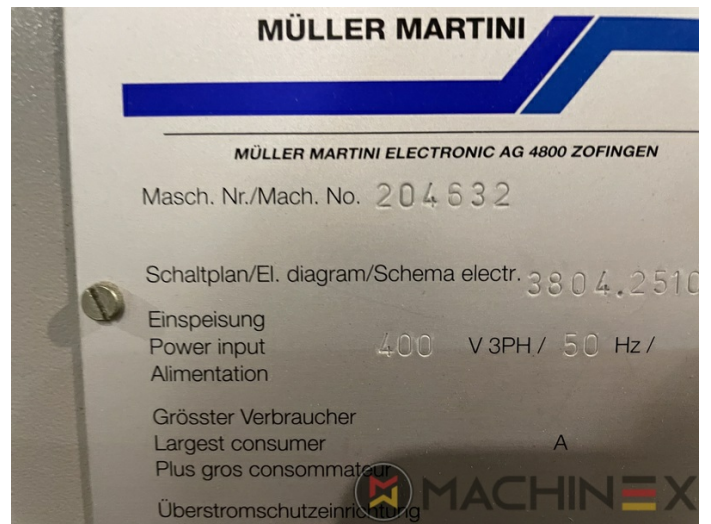 MÜLLER MARTINI
MÜLLER MARTINI ELECTRONIC AG 4800 ZOFINGEN
Masch. Nr./Mach. No. 204632
Schaltplan/El. diagram/Schema electr. 3804.2510
Einspeisung
Power input 400 V 3PH / 50 Hz /
Alimentation
Grösster Verbraucher
Largest consumer A
Plus gros consommateur
Überstromschutzeinrichtung
MACHINEX